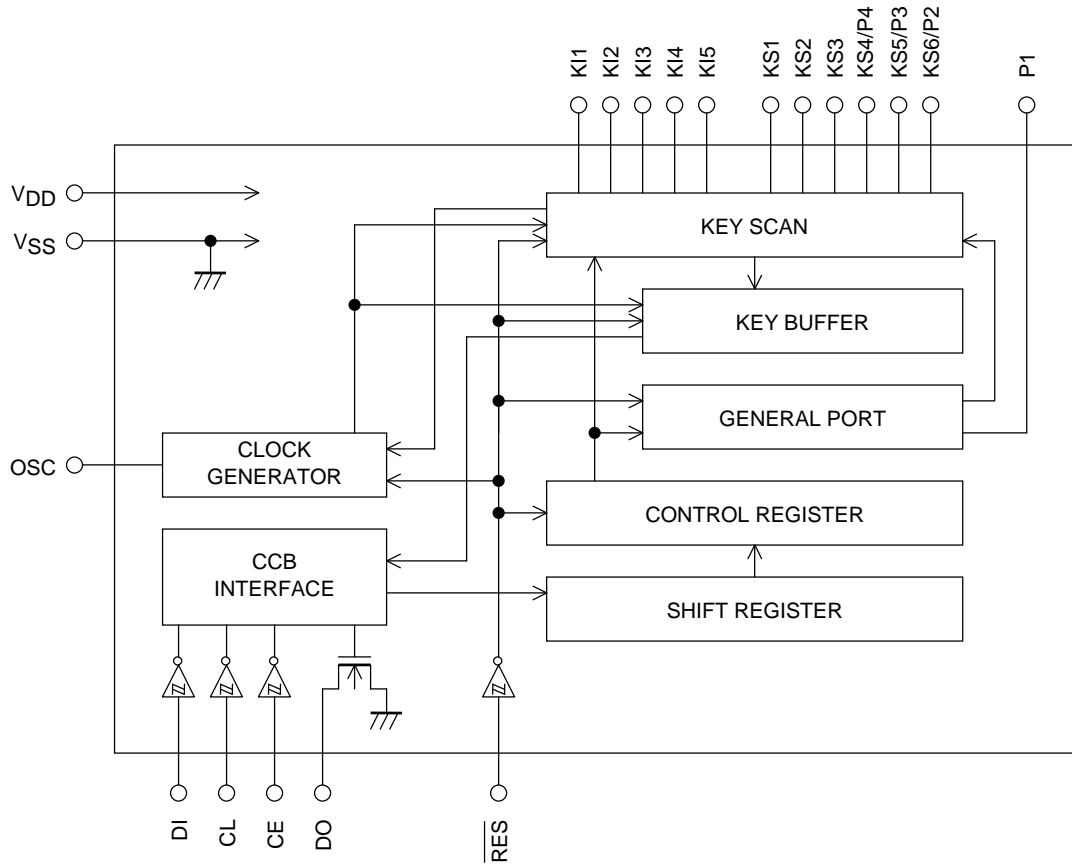 KI1
KI2
KI3
KI4
KI5
KS1
KS2
KS3
KS4/P4
KS5/P3
KS6/P2
P1
VDD
VSS
KEY SCAN
KEY BUFFER
GENERAL PORT
CLOCK
GENERATOR
OSC
CONTROL REGISTER
CCB
INTERFACE
SHIFT REGISTER
DI
CL
CE
DO
RES